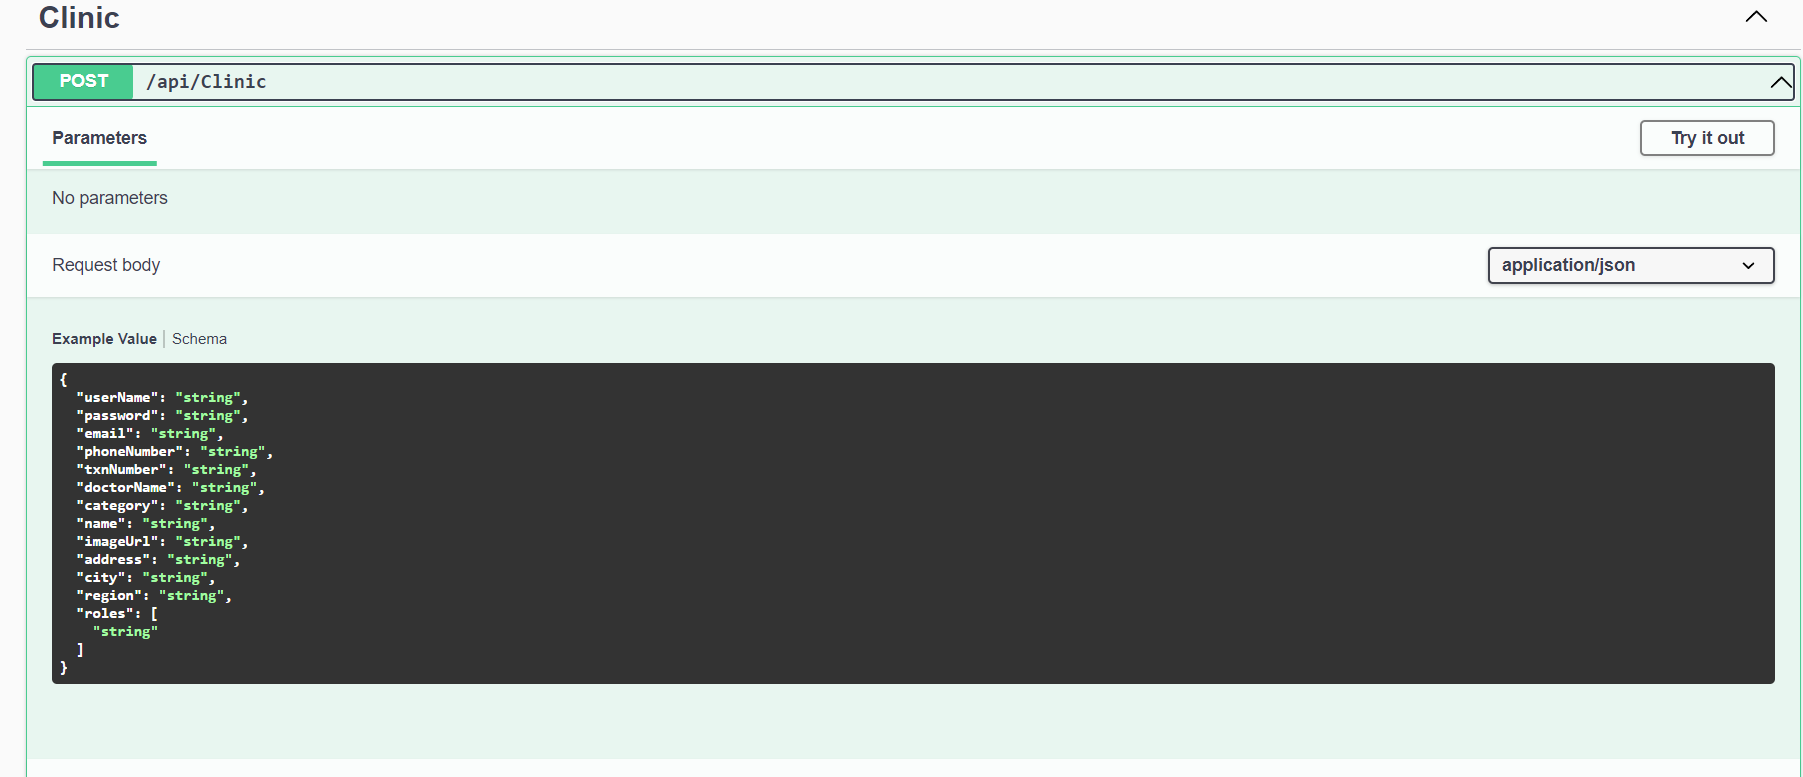 Clinic
POST /api/Clinic
Parameters Try it out
No parameters
Request body application/json
Example Value | Schema
{
  "userName": "string",
  "password": "string",
  "email": "string",
  "phoneNumber": "string",
  "txnNumber": "string",
  "doctorName": "string",
  "category": "string",
  "name": "string",
  "imageUrl": "string",
  "address": "string",
  "city": "string",
  "region": "string",
  "roles": [
    "string"
  ]
}